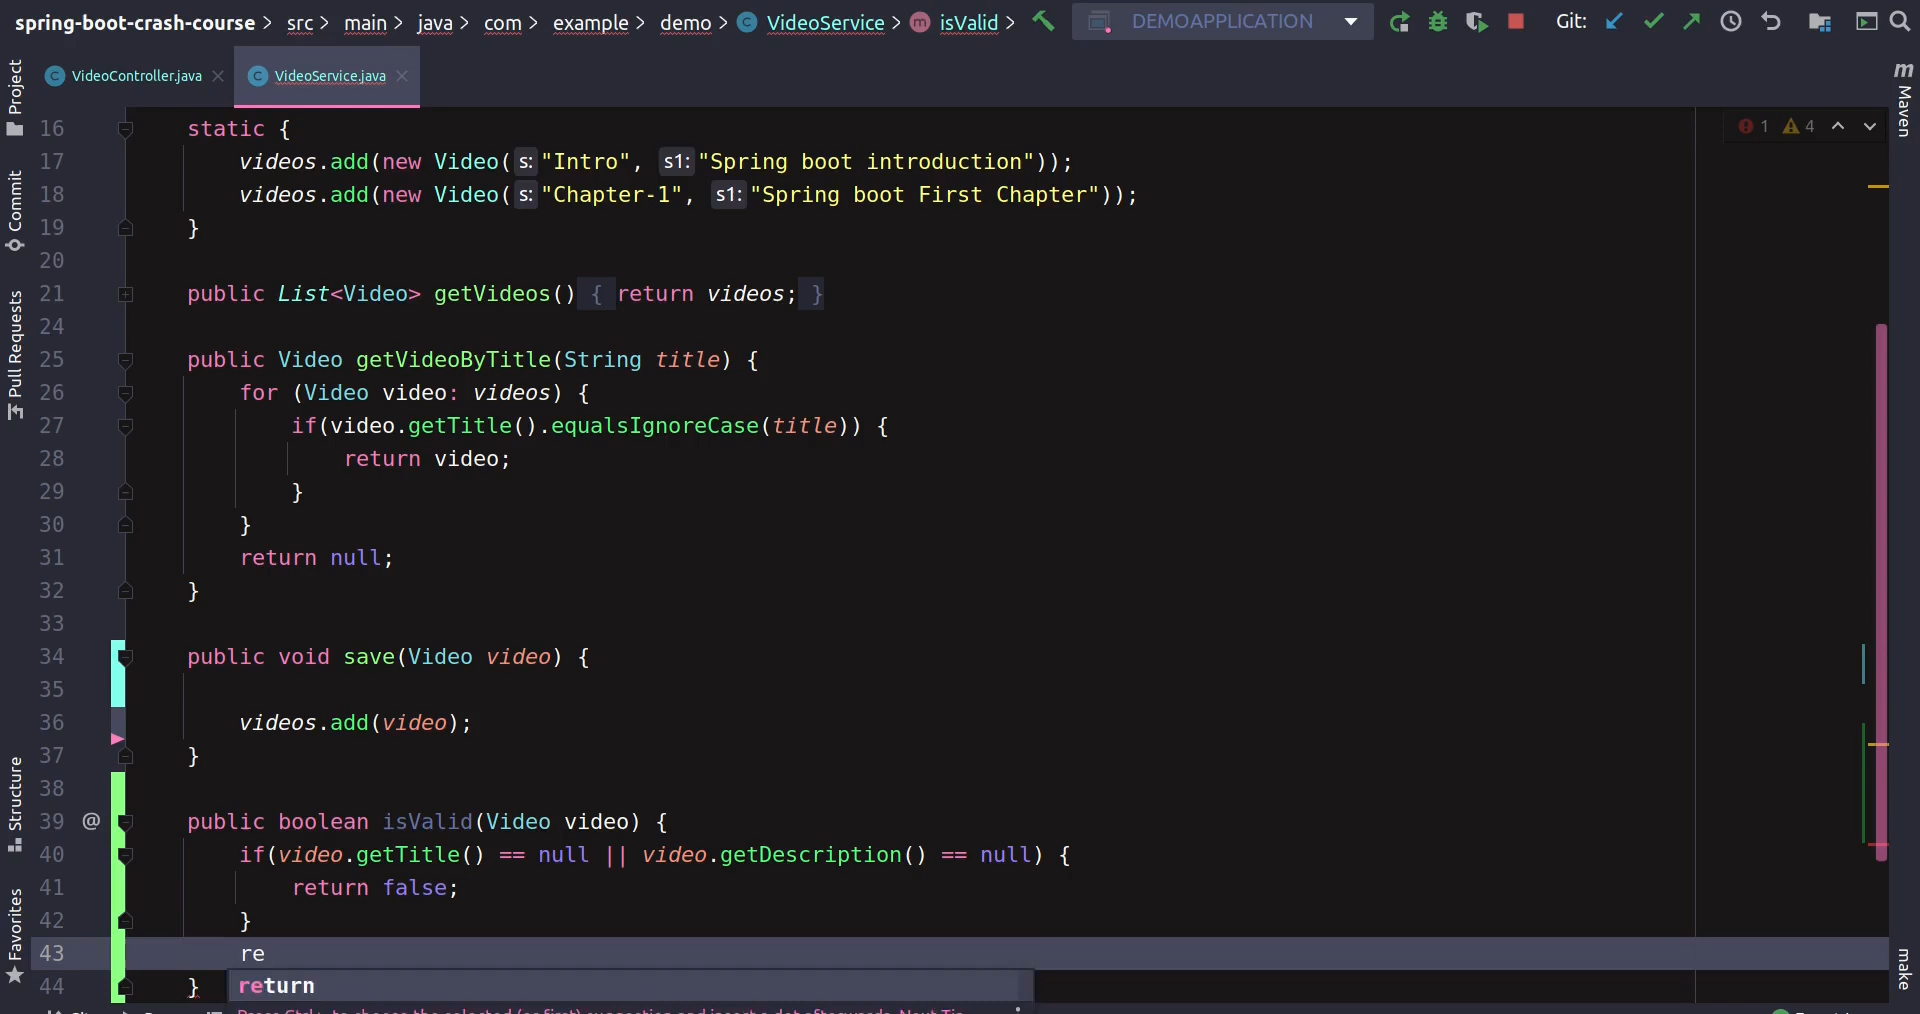 spring-boot-crash-course > src > main > java > com > example > demo > VideoService > isValid > DEMOAPPLICATION Git:
VideoController.java VideoService.java
Project
Commit
Pull Requests
Structure
Favorites
m Maven
make
1 4
16 static {
17 videos.add(new Video( s: "Intro", s1: "Spring boot introduction"));
18 videos.add(new Video( s: "Chapter-1", s1: "Spring boot First Chapter"));
19 }
20
21 public List<Video> getVideos() { return videos; }
24
25 public Video getVideoByTitle(String title) {
26 for (Video video: videos) {
27 if(video.getTitle().equalsIgnoreCase(title)) {
28 return video;
29 }
30 }
31 return null;
32 }
33
34 public void save(Video video) {
35
36 videos.add(video);
37 }
38
39 @ public boolean isValid(Video video) {
40 if(video.getTitle() == null || video.getDescription() == null) {
41 return false;
42 }
43 re
44 }
return